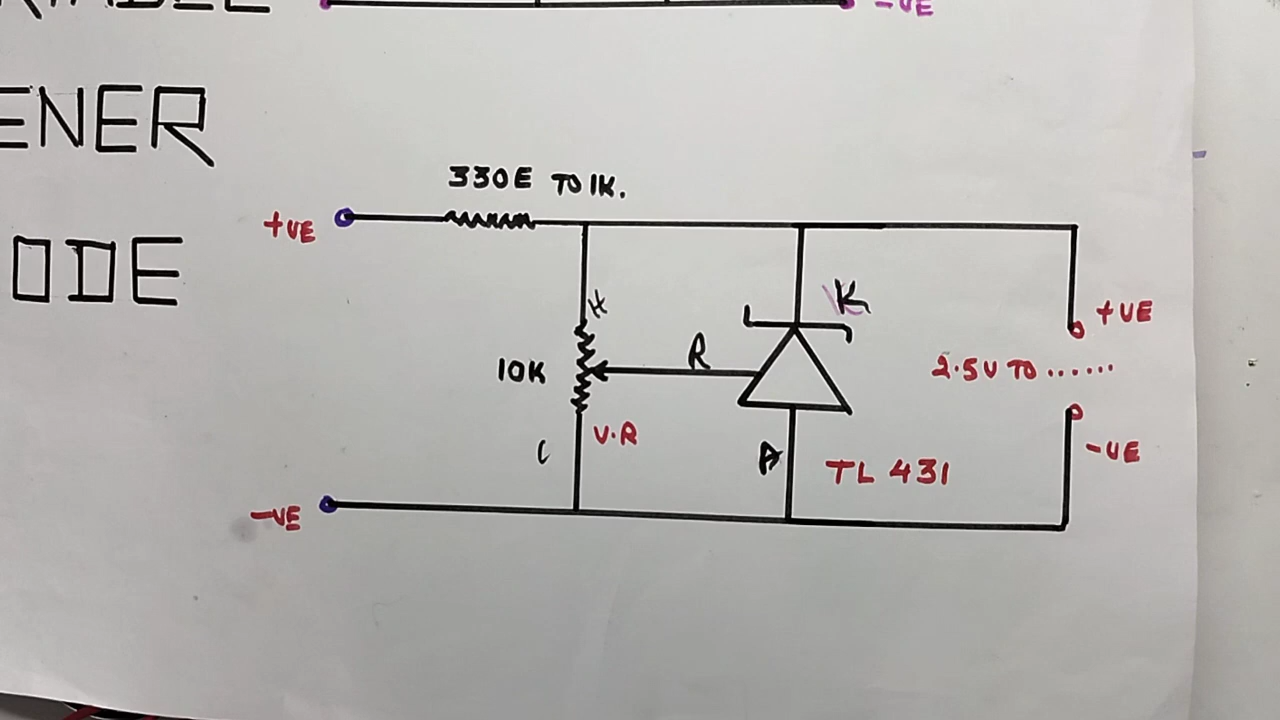 -VE
ENER
ODE
330E TO 1K.
+VE
H
K
+VE
10K
R
2.5V TO ......
V.R
-VE
A
TL 431
-VE